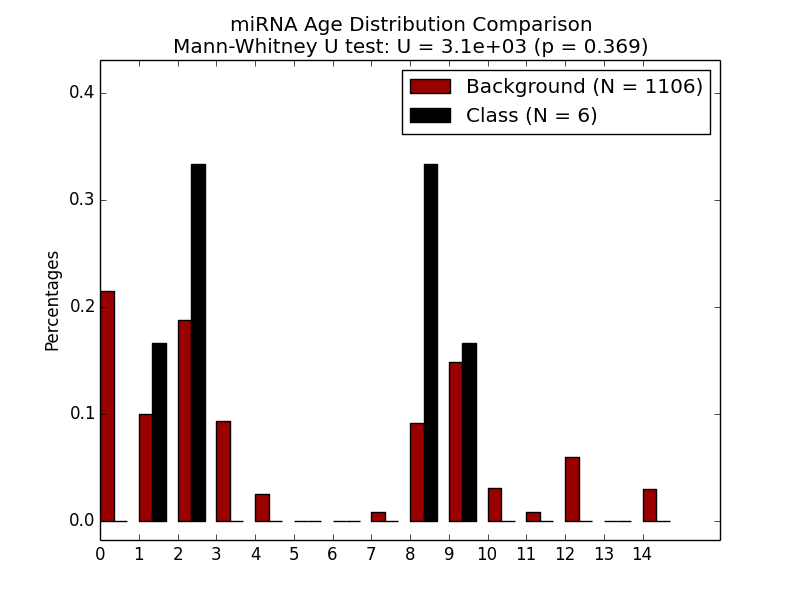 miRNA Age Distribution Comparison
Mann-Whitney U test: U = 3.1e+03 (p = 0.369)
Background (N = 1106)
Class (N = 6)
Percentages
0.4
0.3
0.2
0.1
0.0
0 1 2 3 4 5 6 7 8 9 10 11 12 13 14